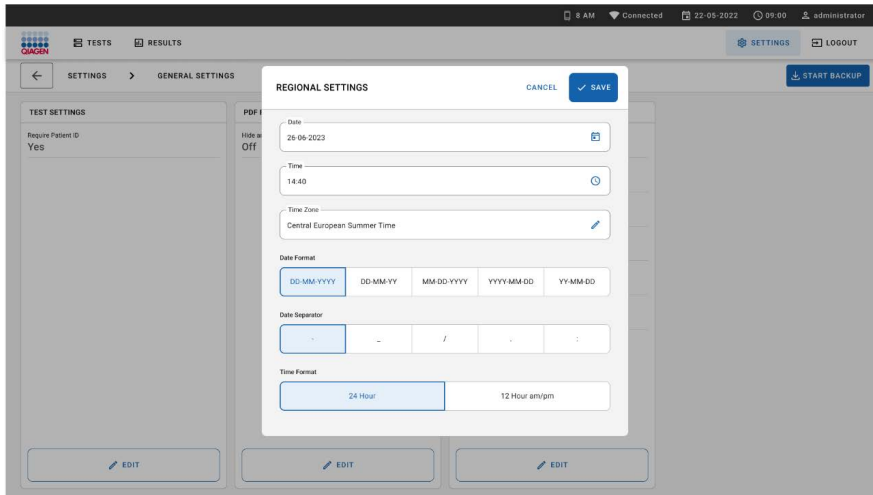 8 AM Connected 22-05-2022 09:00 administrator
QIAGEN TESTS RESULTS SETTINGS LOGOUT
SETTINGS > GENERAL SETTINGS START BACKUP
REGIONAL SETTINGS CANCEL SAVE
TEST SETTINGS
PDF
Require Patient ID
Yes
Hide
Off
Date
26-06-2023
Time
14:40
Time Zone
Central European Summer Time
Date Format
DD-MM-YYYY DD-MM-YY MM-DD-YYYY YYYY-MM-DD YY-MM-DD
Date Separator
- _ / . :
Time Format
24 Hour 12 Hour am/pm
EDIT EDIT EDIT